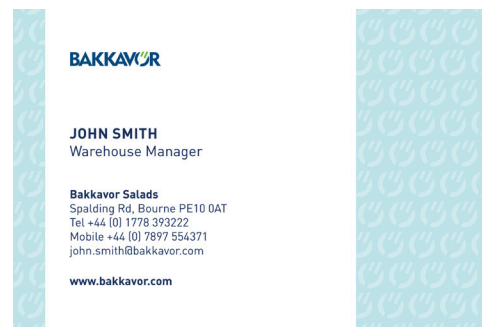 BAKKAVÖR
JOHN SMITH
Warehouse Manager
Bakkavor Salads
Spalding Rd, Bourne PE10 0AT
Tel +44 (0) 1778 393222
Mobile +44 (0) 7897 554371
john.smith@bakkavor.com
www.bakkavor.com